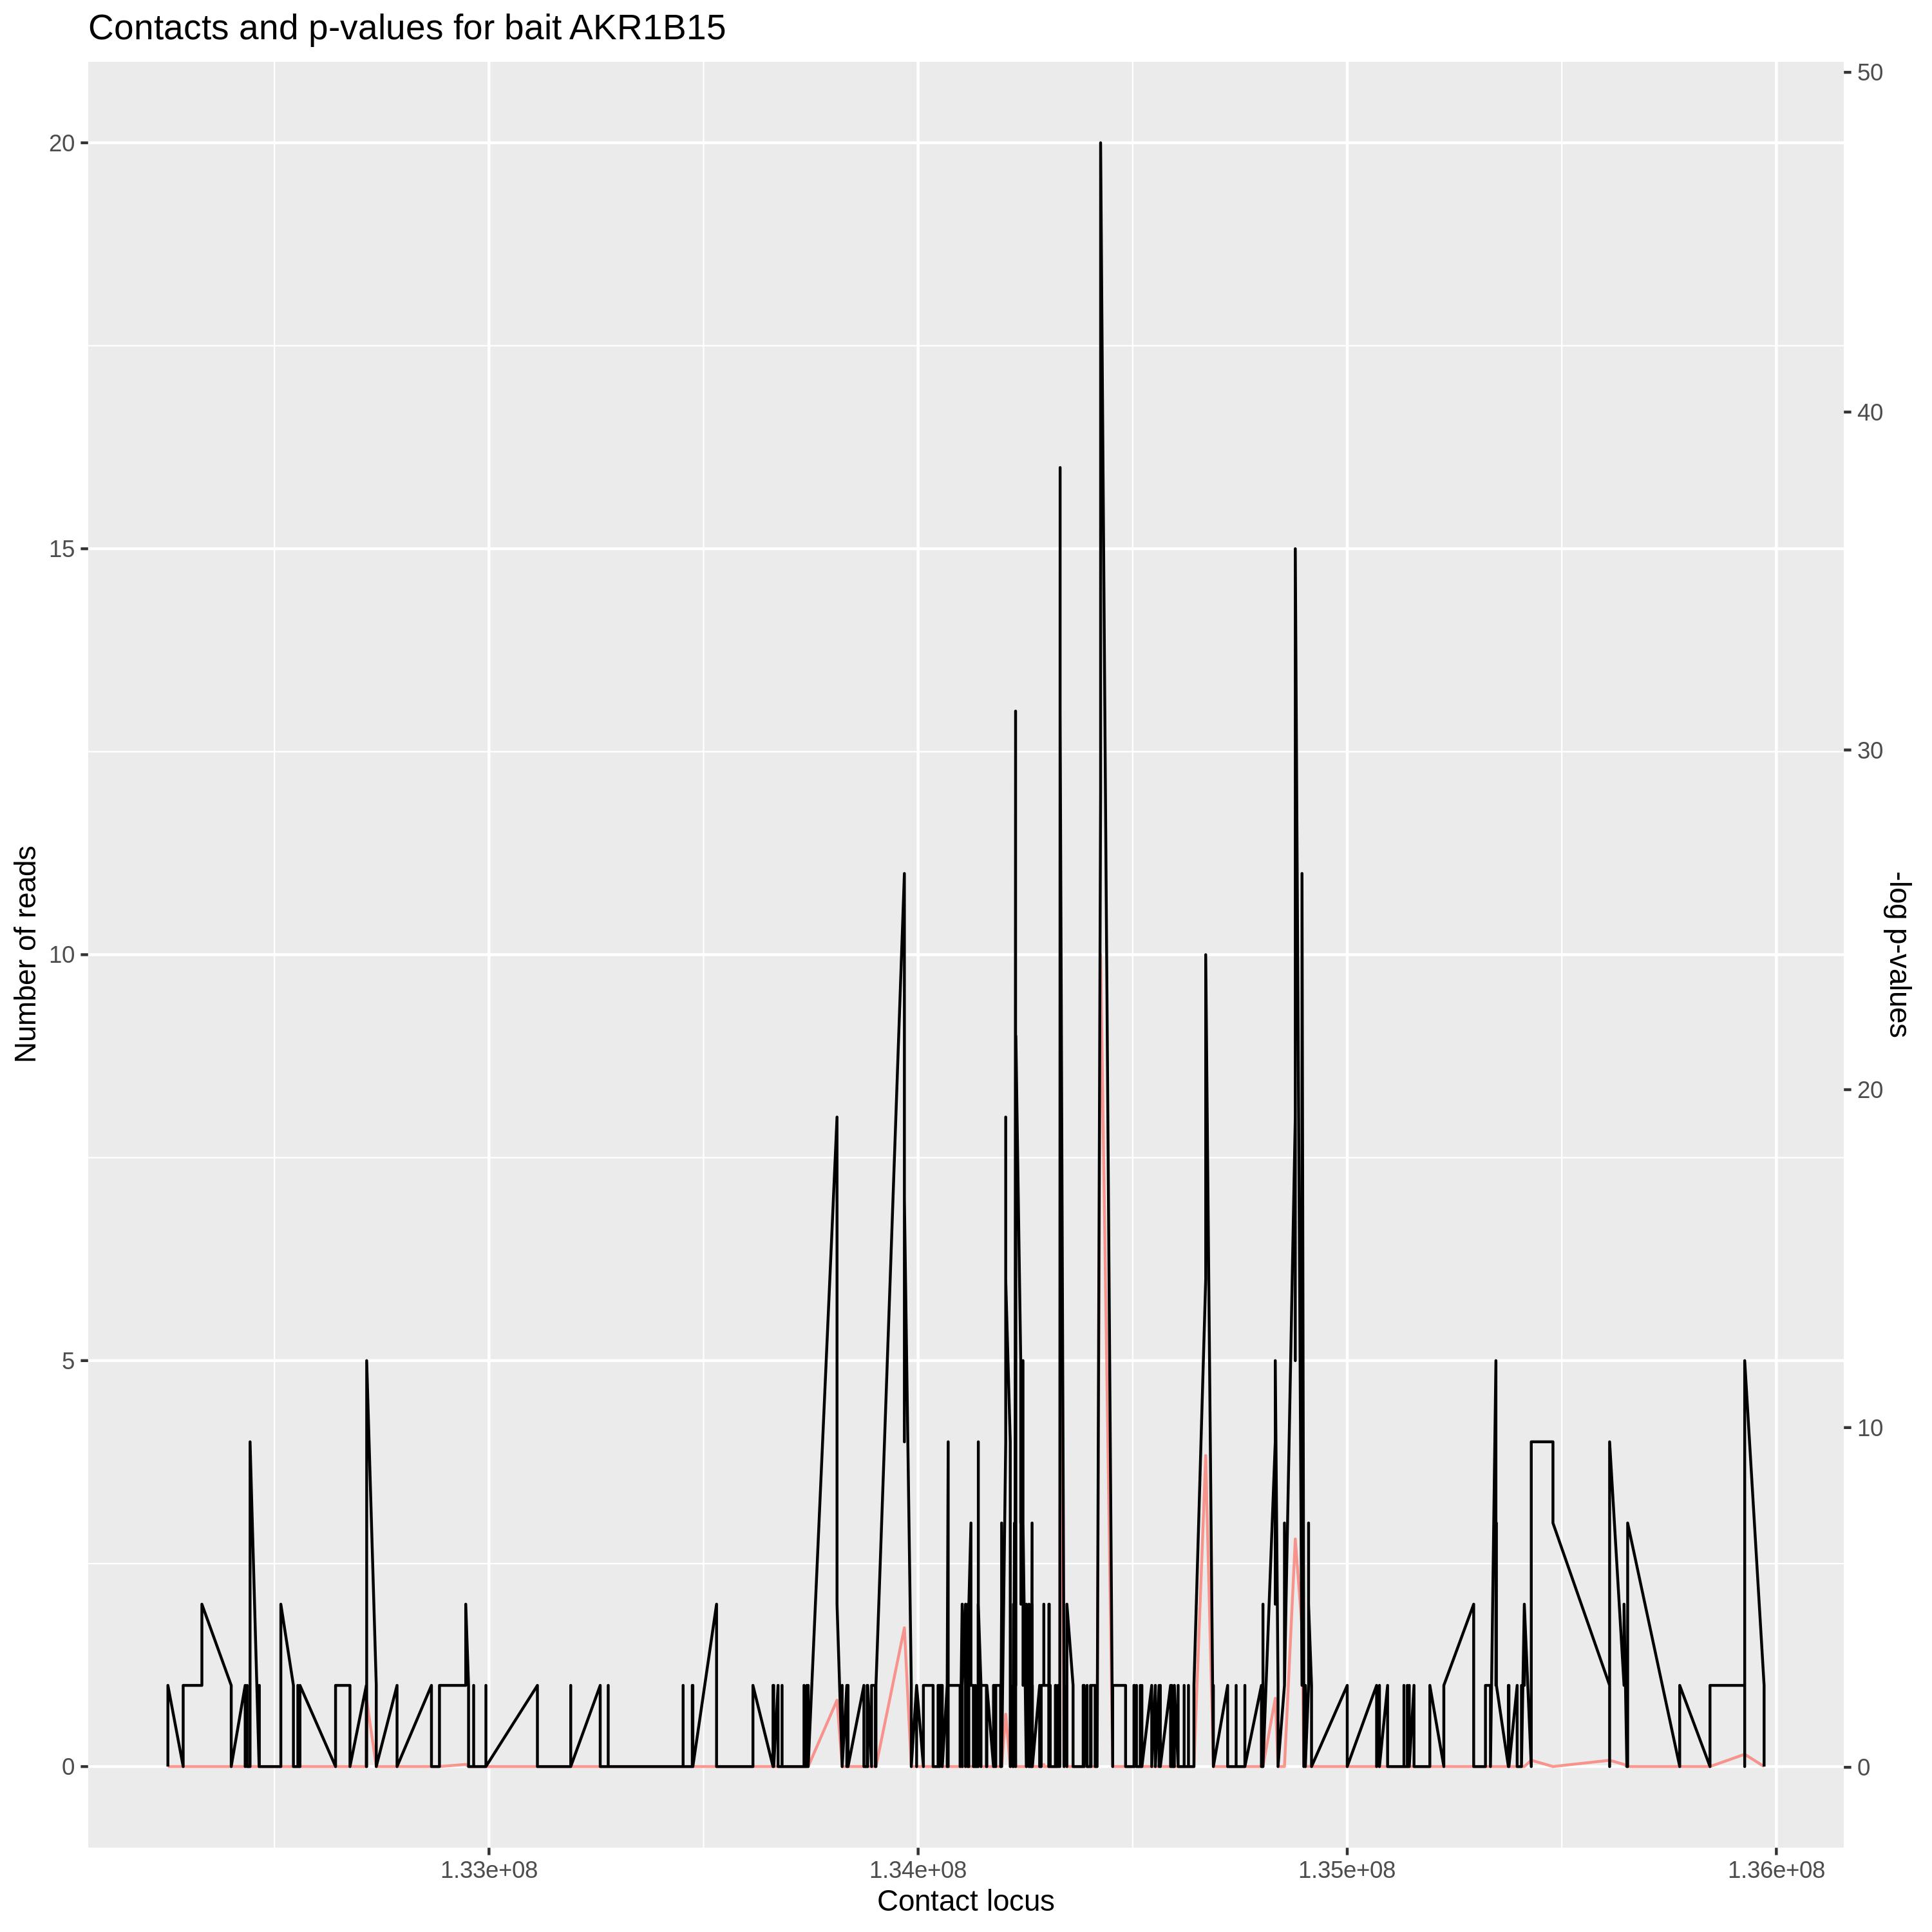 Contacts and p-values for bait AKR1B15
Number of reads
20
15
10
5
0
50
40
30
20
10
0
-log p-values
1.33e+08
1.34e+08
1.35e+08
1.36e+08
Contact locus